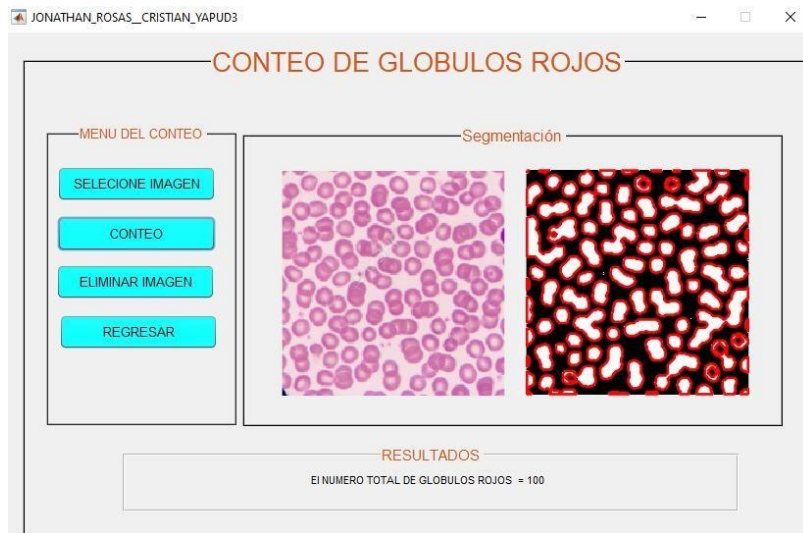 JONATHAN_ROSAS__CRISTIAN_YAPUD3
CONTEO DE GLOBULOS ROJOS
MENU DEL CONTEO
SELECIONE IMAGEN
CONTEO
ELIMINAR IMAGEN
REGRESAR
Segmentación
RESULTADOS
El NUMERO TOTAL DE GLOBULOS ROJOS = 100